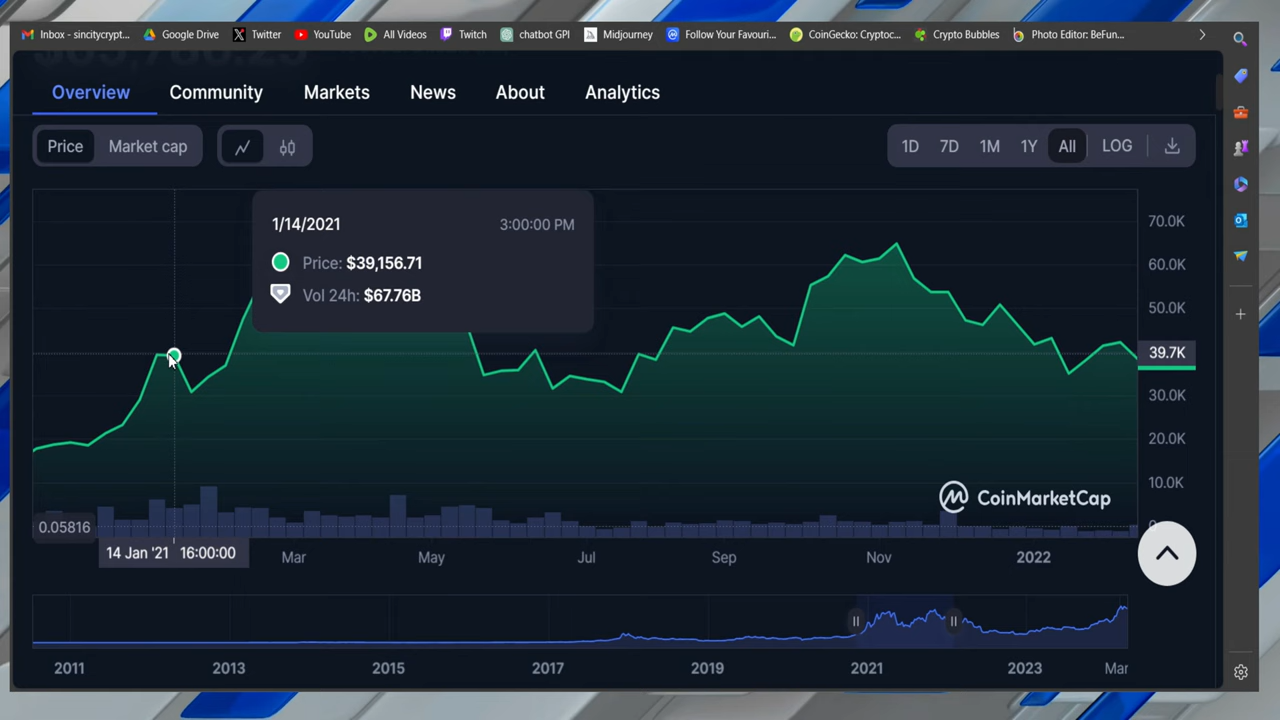 Inbox - sincitycrypt...
Google Drive
Twitter
YouTube
All Videos
Twitch
chatbot GPI
Midjourney
Follow Your Favouri...
CoinGecko: Cryptoc...
Crypto Bubbles
Photo Editor: BeFun...
Overview
Community
Markets
News
About
Analytics
Price
Market cap
1D
7D
1M
1Y
All
LOG
1/14/2021
3:00:00 PM
Price: $39,156.71
Vol 24h: $67.76B
70.0K
60.0K
50.0K
39.7K
30.0K
20.0K
10.0K
0
CoinMarketCap
0.05816
14 Jan '21 16:00:00
Mar
May
Jul
Sep
Nov
2022
2011
2013
2015
2017
2019
2021
2023
Mar